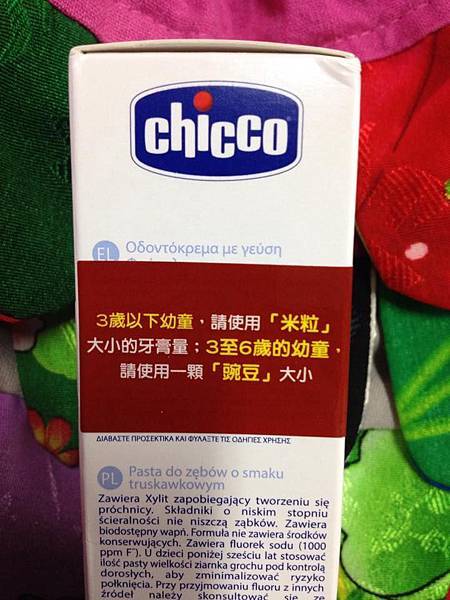 chicco
EL Οδοντόκρεμα με γεύση
3歲以下幼童，請使用「米粒」
大小的牙膏量；3至6歲的幼童，
請使用一顆「豌豆」大小
ΔΙΑΒΑΣΤΕ ΠΡΟΣΕΚΤΙΚΑ ΚΑΙ ΦΥΛΑΞΤΕ ΤΙΣ ΟΔΗΓΙΕΣ ΧΡΗΣΗΣ
PL Pasta do zębów o smaku
truskawkowym
Zawiera Xylit zapobiegający tworzeniu się
próchnicy. Składniki o niskim stopniu
ścieralności nie niszczą ząbków. Zawiera
biodostępny wapń. Formuła nie zawiera środków
konserwujących. Zawiera fluorek sodu (1000
ppm F⁻). U dzieci poniżej sześciu lat stosować
ilość pasty wielkości ziarnka grochu pod kontrolą
dorosłych, aby zminimalizować ryzyko
połknięcia. Przy przyjmowaniu fluoru z innych
źródeł należy skonsultować się ze